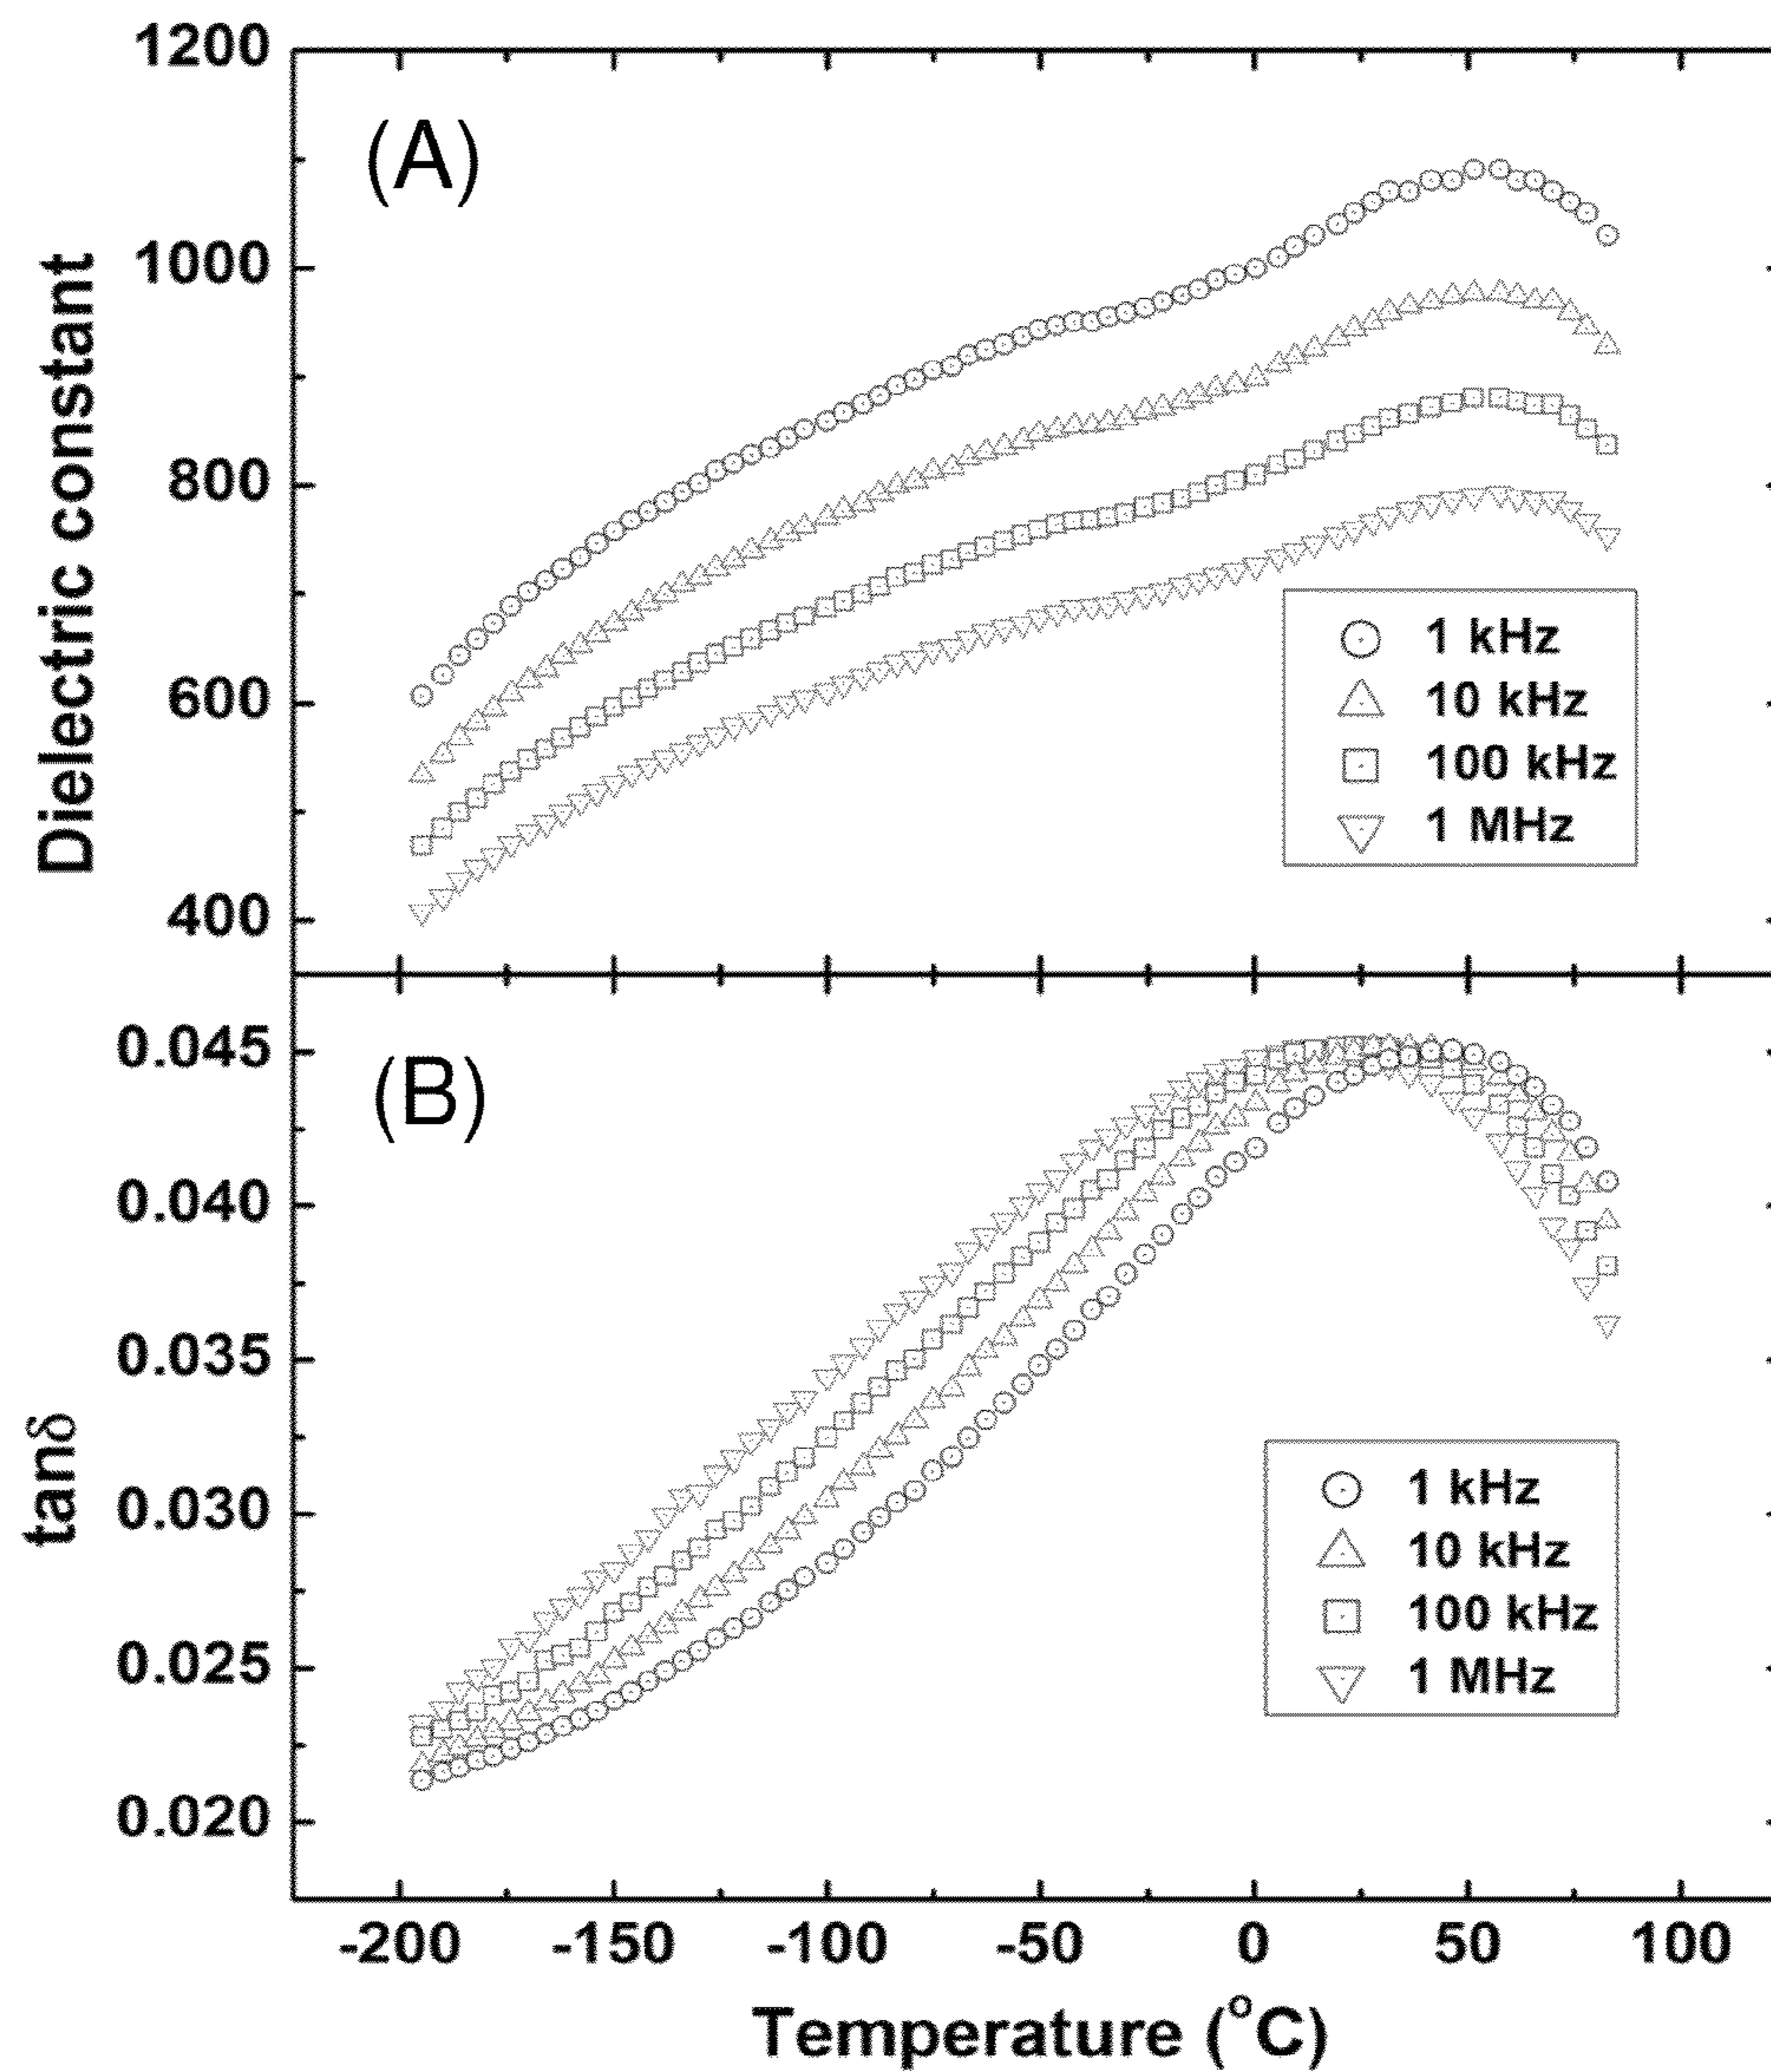 (A)
Dielectric constant
1200
1000
800
600
400
1 kHz
10 kHz
100 kHz
1 MHz
(B)
tanδ
0.045
0.040
0.035
0.030
0.025
0.020
1 kHz
10 kHz
100 kHz
1 MHz
-200 -150 -100 -50 0 50 100
Temperature (°C)